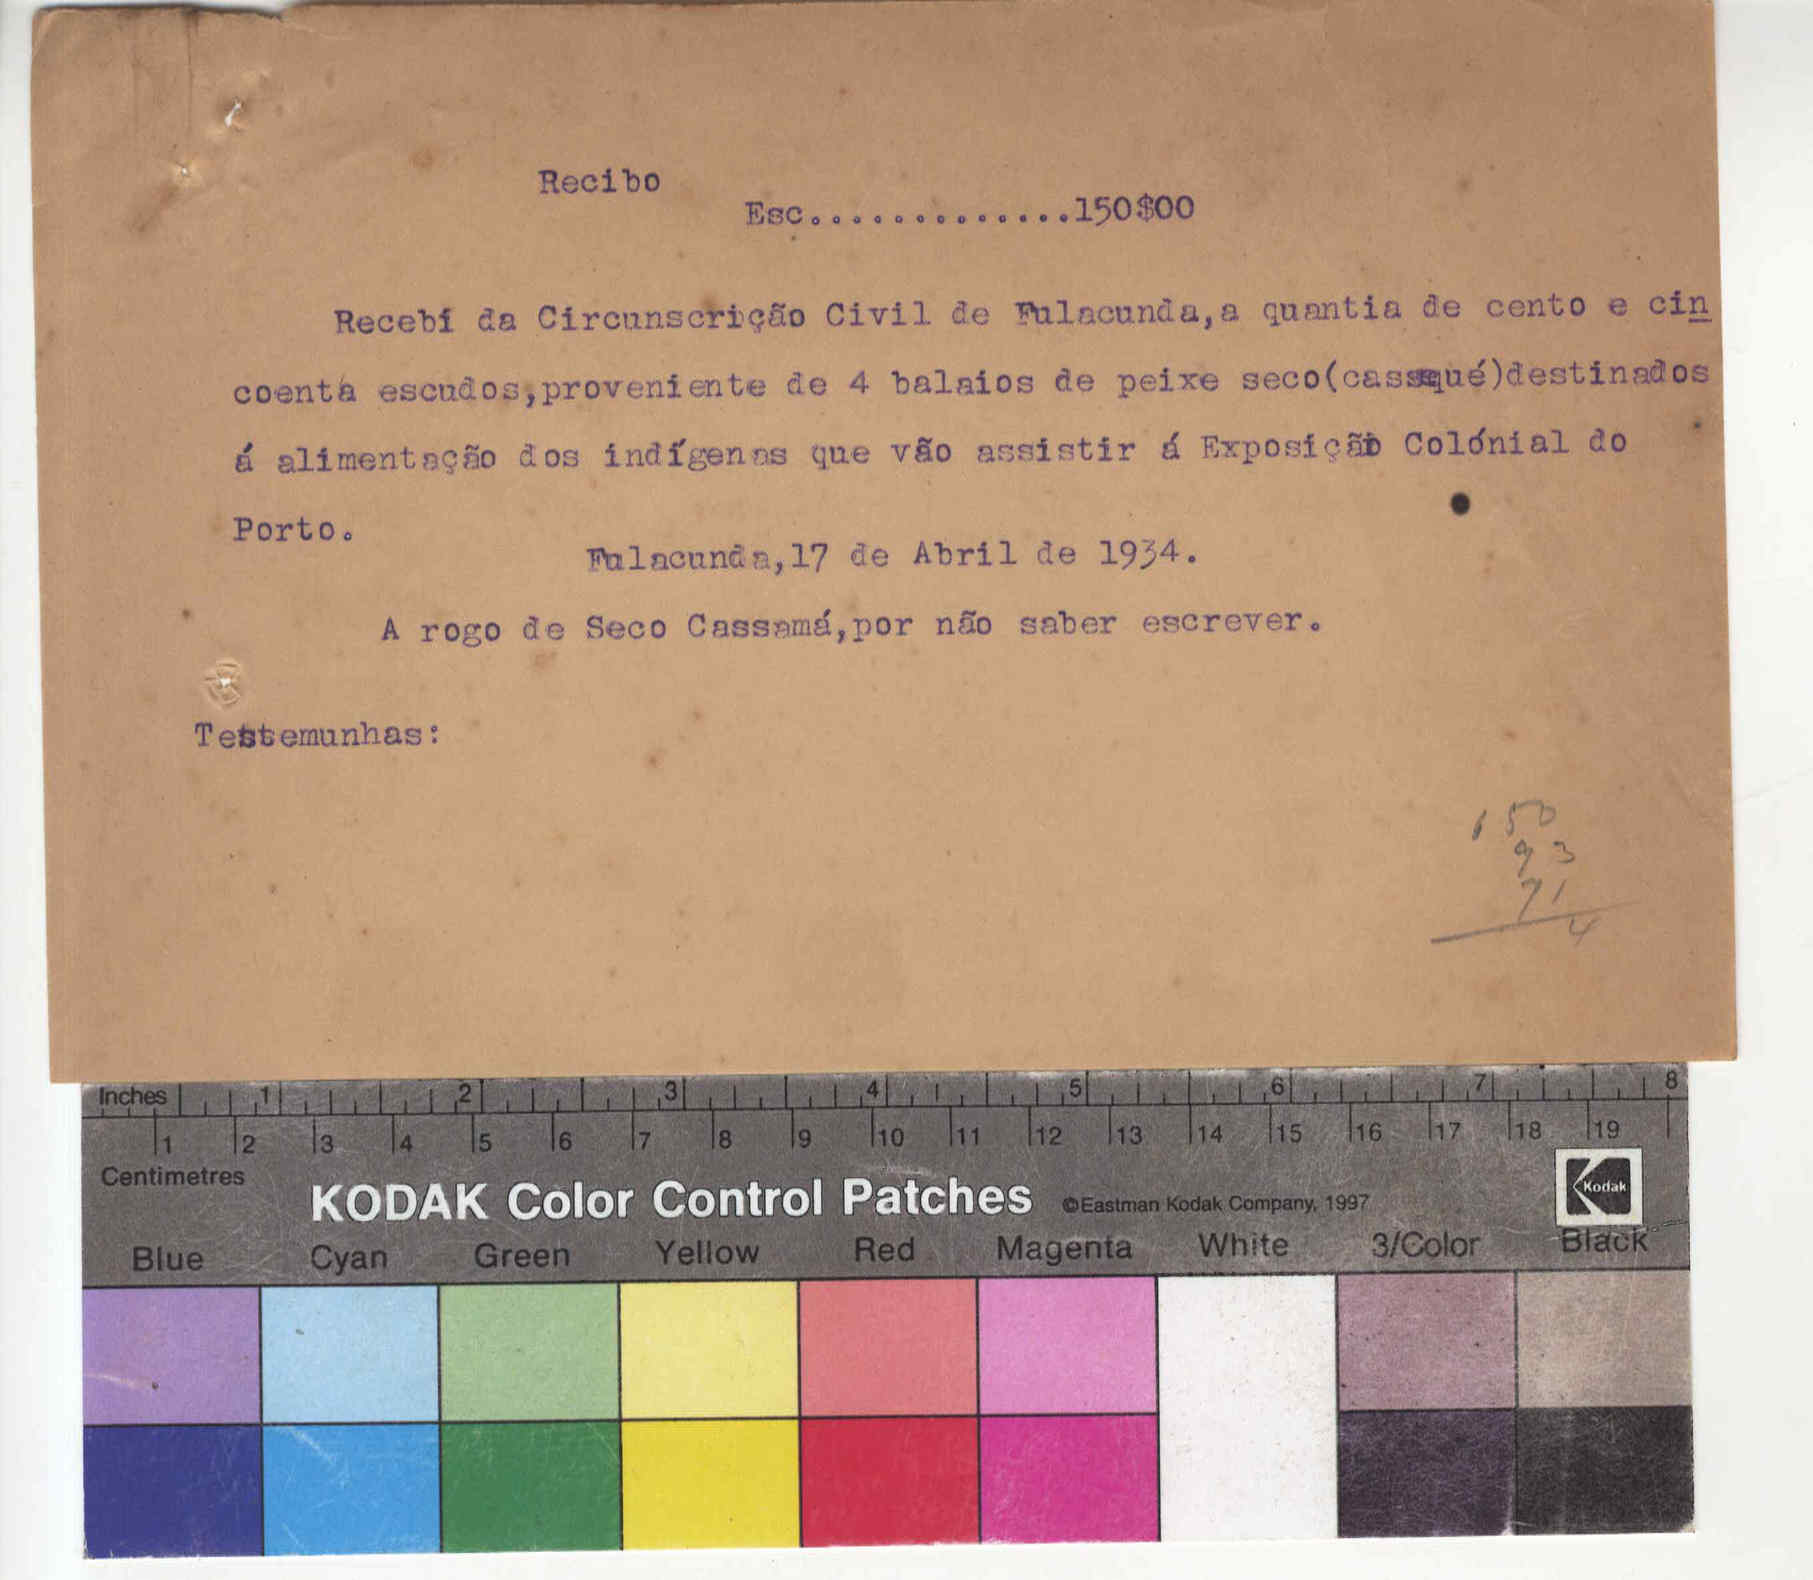 Recibo
Esc.............150$00
Recebí da Circunscrição Civil de Fulacunda,a quantia de cento e cin
coenta escudos,proveniente de 4 balaios de peixe seco(cassequé)destinados
á alimentação dos indígenas que vão assistir á Exposição Colónial do
Porto.
Fulacunda,17 de Abril de 1934.
A rogo de Seco Cassamá,por não saber escrever.
Testemunhas:
150
93
71
4
Inches 1 2 3 4 5 6 7 8
1 2 3 4 5 6 7 8 9 10 11 12 13 14 15 16 17 18 19
Centimetres
KODAK Color Control Patches ©Eastman Kodak Company, 1997 Kodak
Blue Cyan Green Yellow Red Magenta White 3/Color Black